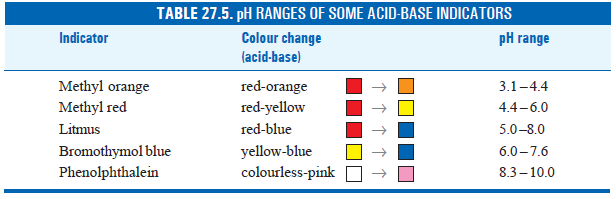 TABLE 27.5. pH RANGES OF SOME ACID-BASE INDICATORS
Indicator Colour change pH range
(acid-base)
Methyl orange red-orange → 3.1–4.4
Methyl red red-yellow → 4.4–6.0
Litmus red-blue → 5.0–8.0
Bromothymol blue yellow-blue → 6.0–7.6
Phenolphthalein colourless-pink → 8.3–10.0